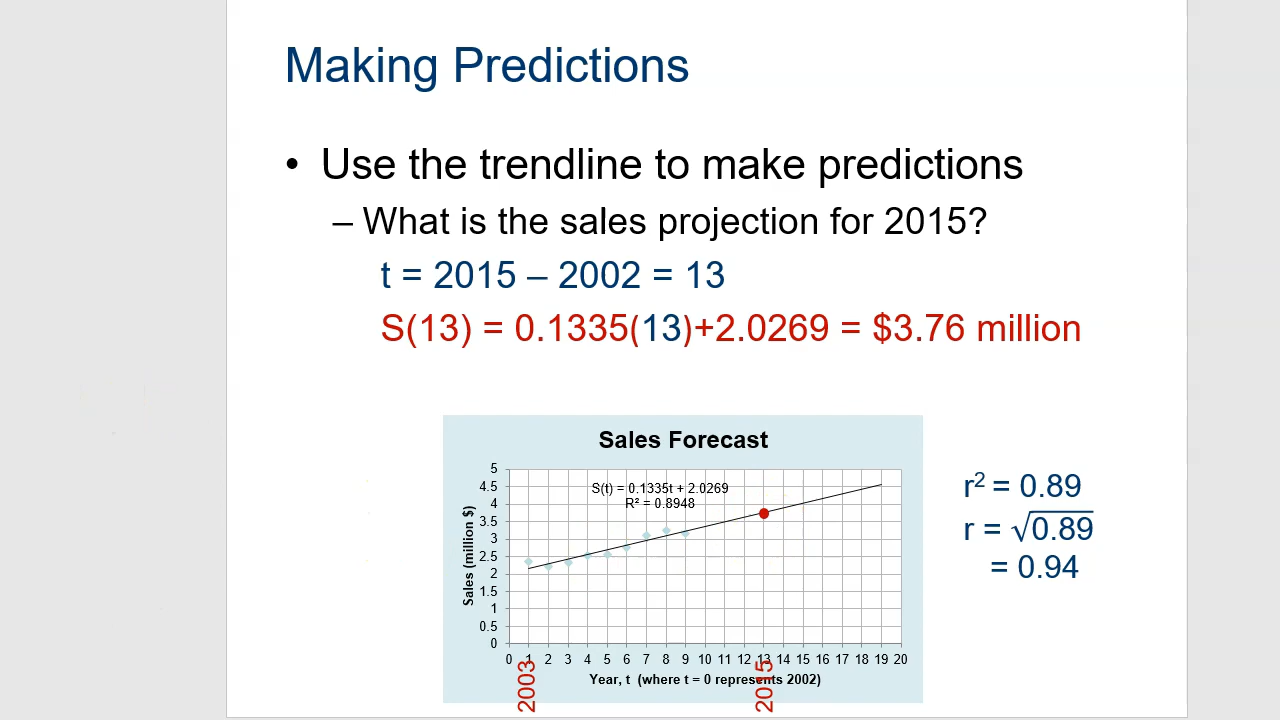 Making Predictions
• Use the trendline to make predictions
– What is the sales projection for 2015?
t = 2015 – 2002 = 13
S(13) = 0.1335(13)+2.0269 = $3.76 million
Sales Forecast
S(t) = 0.1335t + 2.0269
R² = 0.8948
Sales (million $)
5
4.5
4
3.5
3
2.5
2
1.5
1
0.5
0
0 1 2 3 4 5 6 7 8 9 10 11 12 13 14 15 16 17 18 19 20
Year, t (where t = 0 represents 2002)
2003
2015
r² = 0.89
r = √0.89
= 0.94